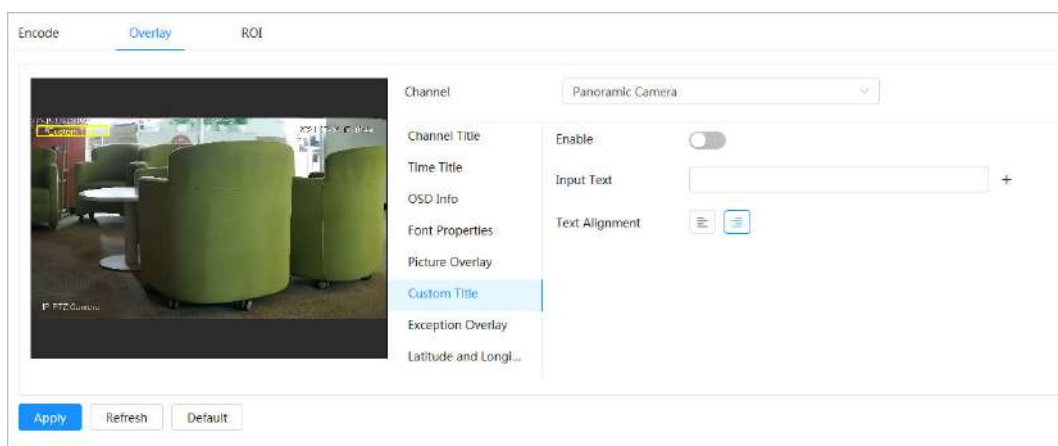 Encode Overlay ROI
Channel Panoramic Camera
Custom
Channel Title
Time Title
OSD Info
Font Properties
Picture Overlay
Custom Title
Exception Overlay
Latitude and Longi...
Enable
Input Text +
Text Alignment
IP PTZ Camera
Apply Refresh Default